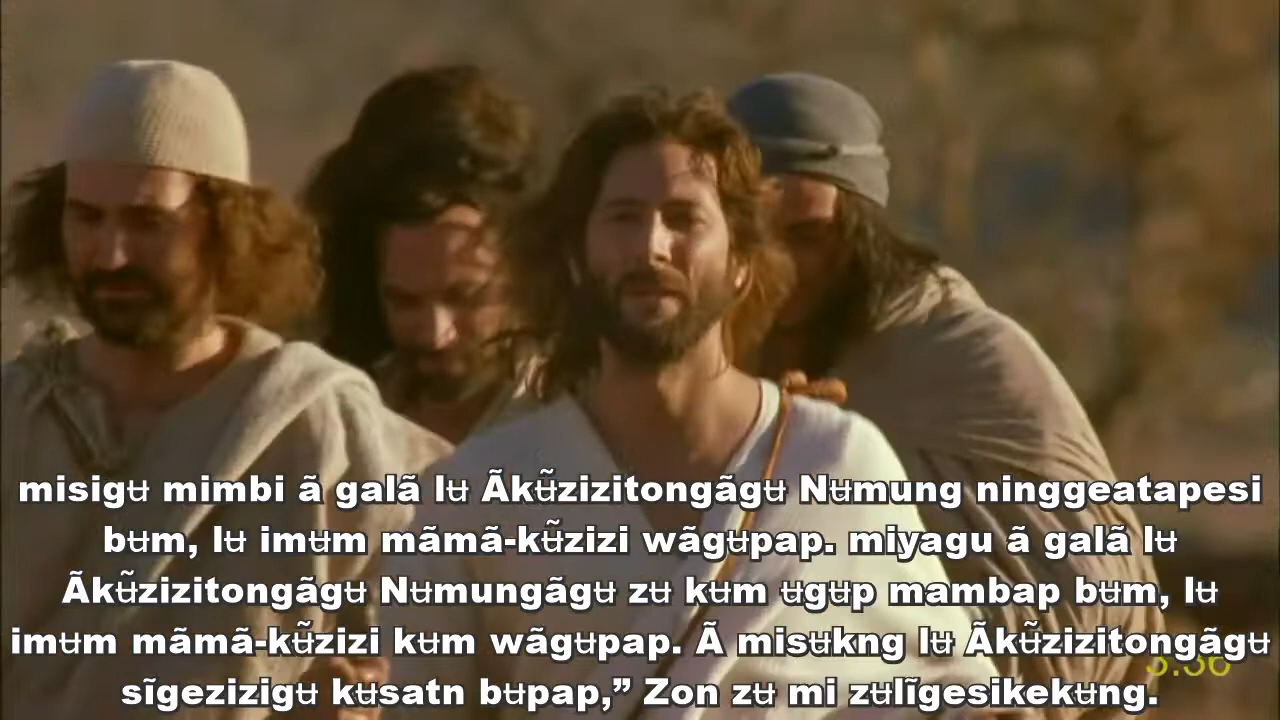 misigʉ mimbi ã galã lʉ Ãkʉ̃zizitongãgʉ Nʉmung ninggeatapesi
bʉm, lʉ imʉm mãmã-kʉ̃zizi wãgʉpap. miyagu ã galã lʉ
Ãkʉ̃zizitongãgʉ Nʉmungãgʉ zʉ kʉm ʉgʉp mambap bʉm, lʉ
imʉm mãmã-kʉ̃zizi kʉm wãgʉpap. Ã misʉkng lʉ Ãkʉ̃zizitongãgʉ
sĩgezizigʉ kʉsatn bʉpap,” Zon zʉ mi zʉlĩgesikekʉng.